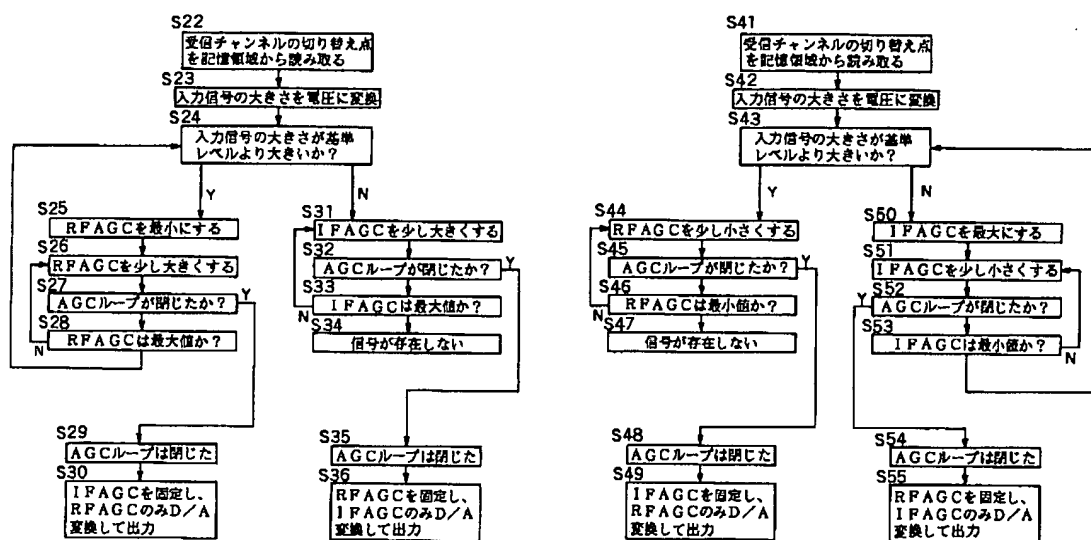 S22
受信チャンネルの切り替え点
を記憶領域から読み取る
S23
入力信号の大きさを電圧に変換
S24
入力信号の大きさが基準
レベルより大きいか?
Y
N
S25
RFAGCを最小にする
S26
RFAGCを少し大きくする
S27
AGCループが閉じたか?
Y
S28
RFAGCは最大値か?
N
S29
AGCループは閉じた
S30
IFAGCを固定し、
RFAGCのみD/A
変換して出力
S31
IFAGCを少し大きくする
S32
AGCループが閉じたか?
Y
S33
IFAGCは最大値か?
N
S34
信号が存在しない
S35
AGCループは閉じた
S36
RFAGCを固定し、
IFAGCのみD/A
変換して出力
S41
受信チャンネルの切り替え点
を記憶領域から読み取る
S42
入力信号の大きさを電圧に変換
S43
入力信号の大きさが基準
レベルより大きいか?
Y
N
S44
RFAGCを少し小さくする
S45
AGCループが閉じたか?
Y
S46
RFAGCは最小値か?
N
S47
信号が存在しない
S48
AGCループは閉じた
S49
IFAGCを固定し、
RFAGCのみD/A
変換して出力
S50
IFAGCを最大にする
S51
IFAGCを少し小さくする
S52
AGCループが閉じたか?
Y
S53
IFAGCは最小値か?
N
S54
AGCループは閉じた
S55
RFAGCを固定し、
IFAGCのみD/A
変換して出力